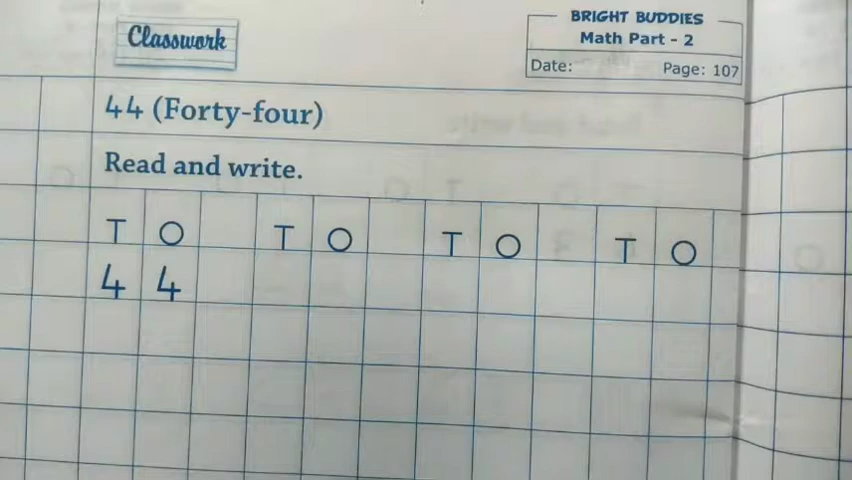 Classwork
BRIGHT BUDDIES
Math Part - 2
Date: Page: 107
44 (Forty-four)
Read and write.
T O T O T O T O
4 4